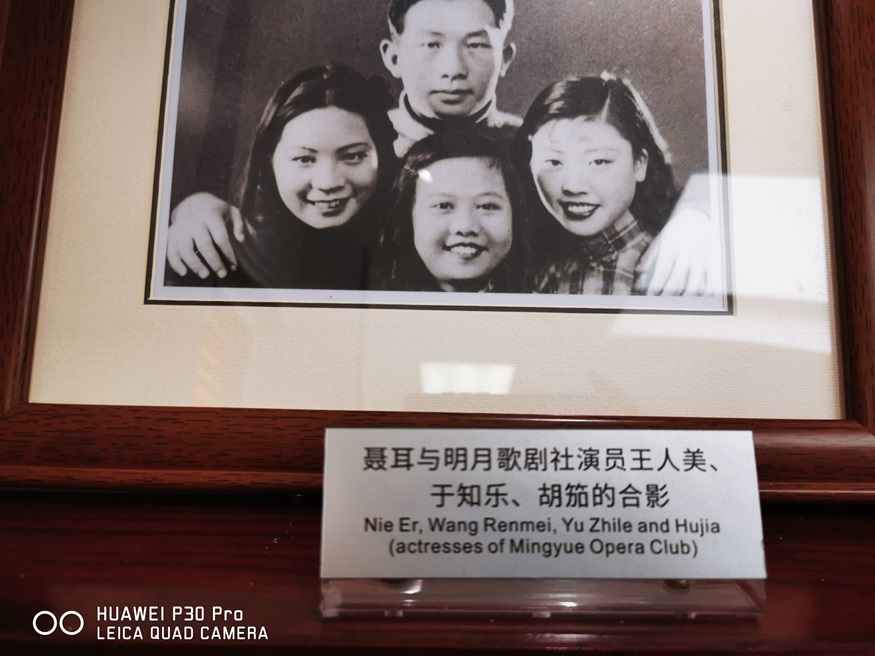 聂耳与明月歌剧社演员王人美、
于知乐、胡笳的合影
Nie Er, Wang Renmei, Yu Zhile and Hujia
(actresses of Mingyue Opera Club)
HUAWEI P30 Pro
LEICA QUAD CAMERA